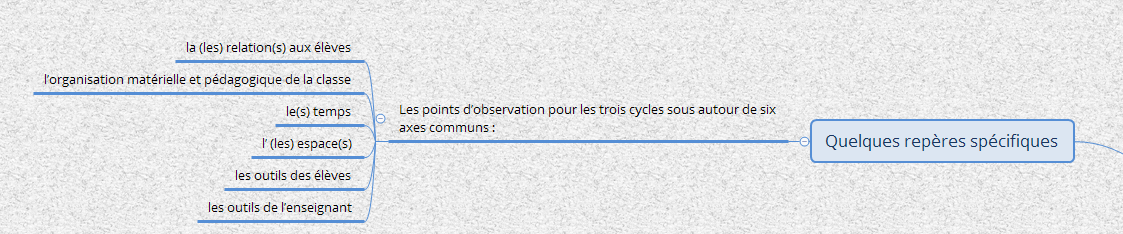 la (les) relation(s) aux élèves
l'organisation matérielle et pédagogique de la classe
le(s) temps
l' (les) espace(s)
les outils des élèves
les outils de l'enseignant
Les points d'observation pour les trois cycles sous autour de six
axes communs :
Quelques repères spécifiques